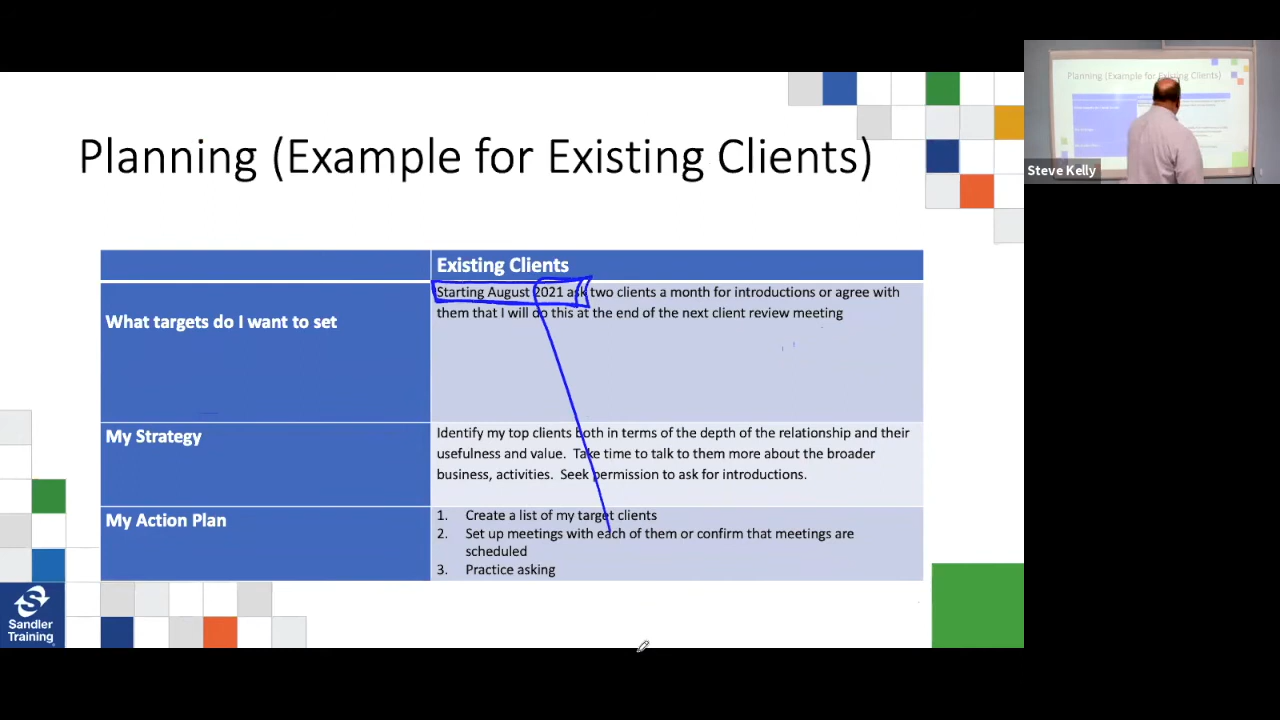 Planning (Example for Existing Clients)
Planning (Example for Existing Clients)
Steve Kelly
Existing Clients
What targets do I want to set
Starting August 2021 ask two clients a month for introductions or agree with
them that I will do this at the end of the next client review meeting
My Strategy
Identify my top clients both in terms of the depth of the relationship and their
usefulness and value. Take time to talk to them more about the broader
business, activities. Seek permission to ask for introductions.
My Action Plan
1. Create a list of my target clients
2. Set up meetings with each of them or confirm that meetings are
scheduled
3. Practice asking
S
Sandler
Training